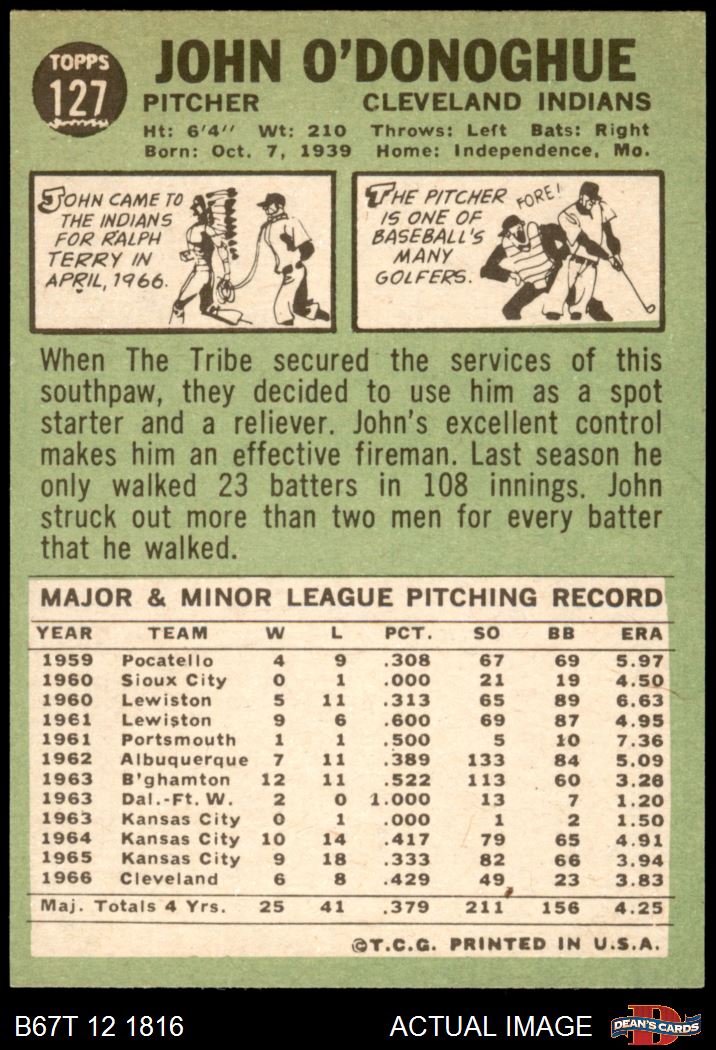 TOPPS
127
JOHN O'DONOGHUE
PITCHER CLEVELAND INDIANS
Ht: 6'4" Wt: 210 Throws: Left Bats: Right
Born: Oct. 7, 1939 Home: Independence, Mo.
JOHN CAME TO
THE INDIANS
FOR RALPH
TERRY IN
APRIL, 1966.
THE PITCHER
IS ONE OF
BASEBALL'S
MANY
GOLFERS.
FORE!
When The Tribe secured the services of this
southpaw, they decided to use him as a spot
starter and a reliever. John's excellent control
makes him an effective fireman. Last season he
only walked 23 batters in 108 innings. John
struck out more than two men for every batter
that he walked.
MAJOR & MINOR LEAGUE PITCHING RECORD
YEAR TEAM W L PCT. SO BB ERA
1959 Pocatello 4 9 .308 67 69 5.97
1960 Sioux City 0 1 .000 21 19 4.50
1960 Lewiston 5 11 .313 65 89 6.63
1961 Lewiston 9 6 .600 69 87 4.95
1961 Portsmouth 1 1 .500 5 10 7.36
1962 Albuquerque 7 11 .389 133 84 5.09
1963 B'ghamton 12 11 .522 113 60 3.26
1963 Dal.-Ft. W. 2 0 1.000 13 7 1.20
1963 Kansas City 0 1 .000 1 2 1.50
1964 Kansas City 10 14 .417 79 65 4.91
1965 Kansas City 9 18 .333 82 66 3.94
1966 Cleveland 6 8 .429 49 23 3.83
Maj. Totals 4 Yrs. 25 41 .379 211 156 4.25
©T.C.G. PRINTED IN U.S.A.
B67T 12 1816 ACTUAL IMAGE DEAN'S CARDS